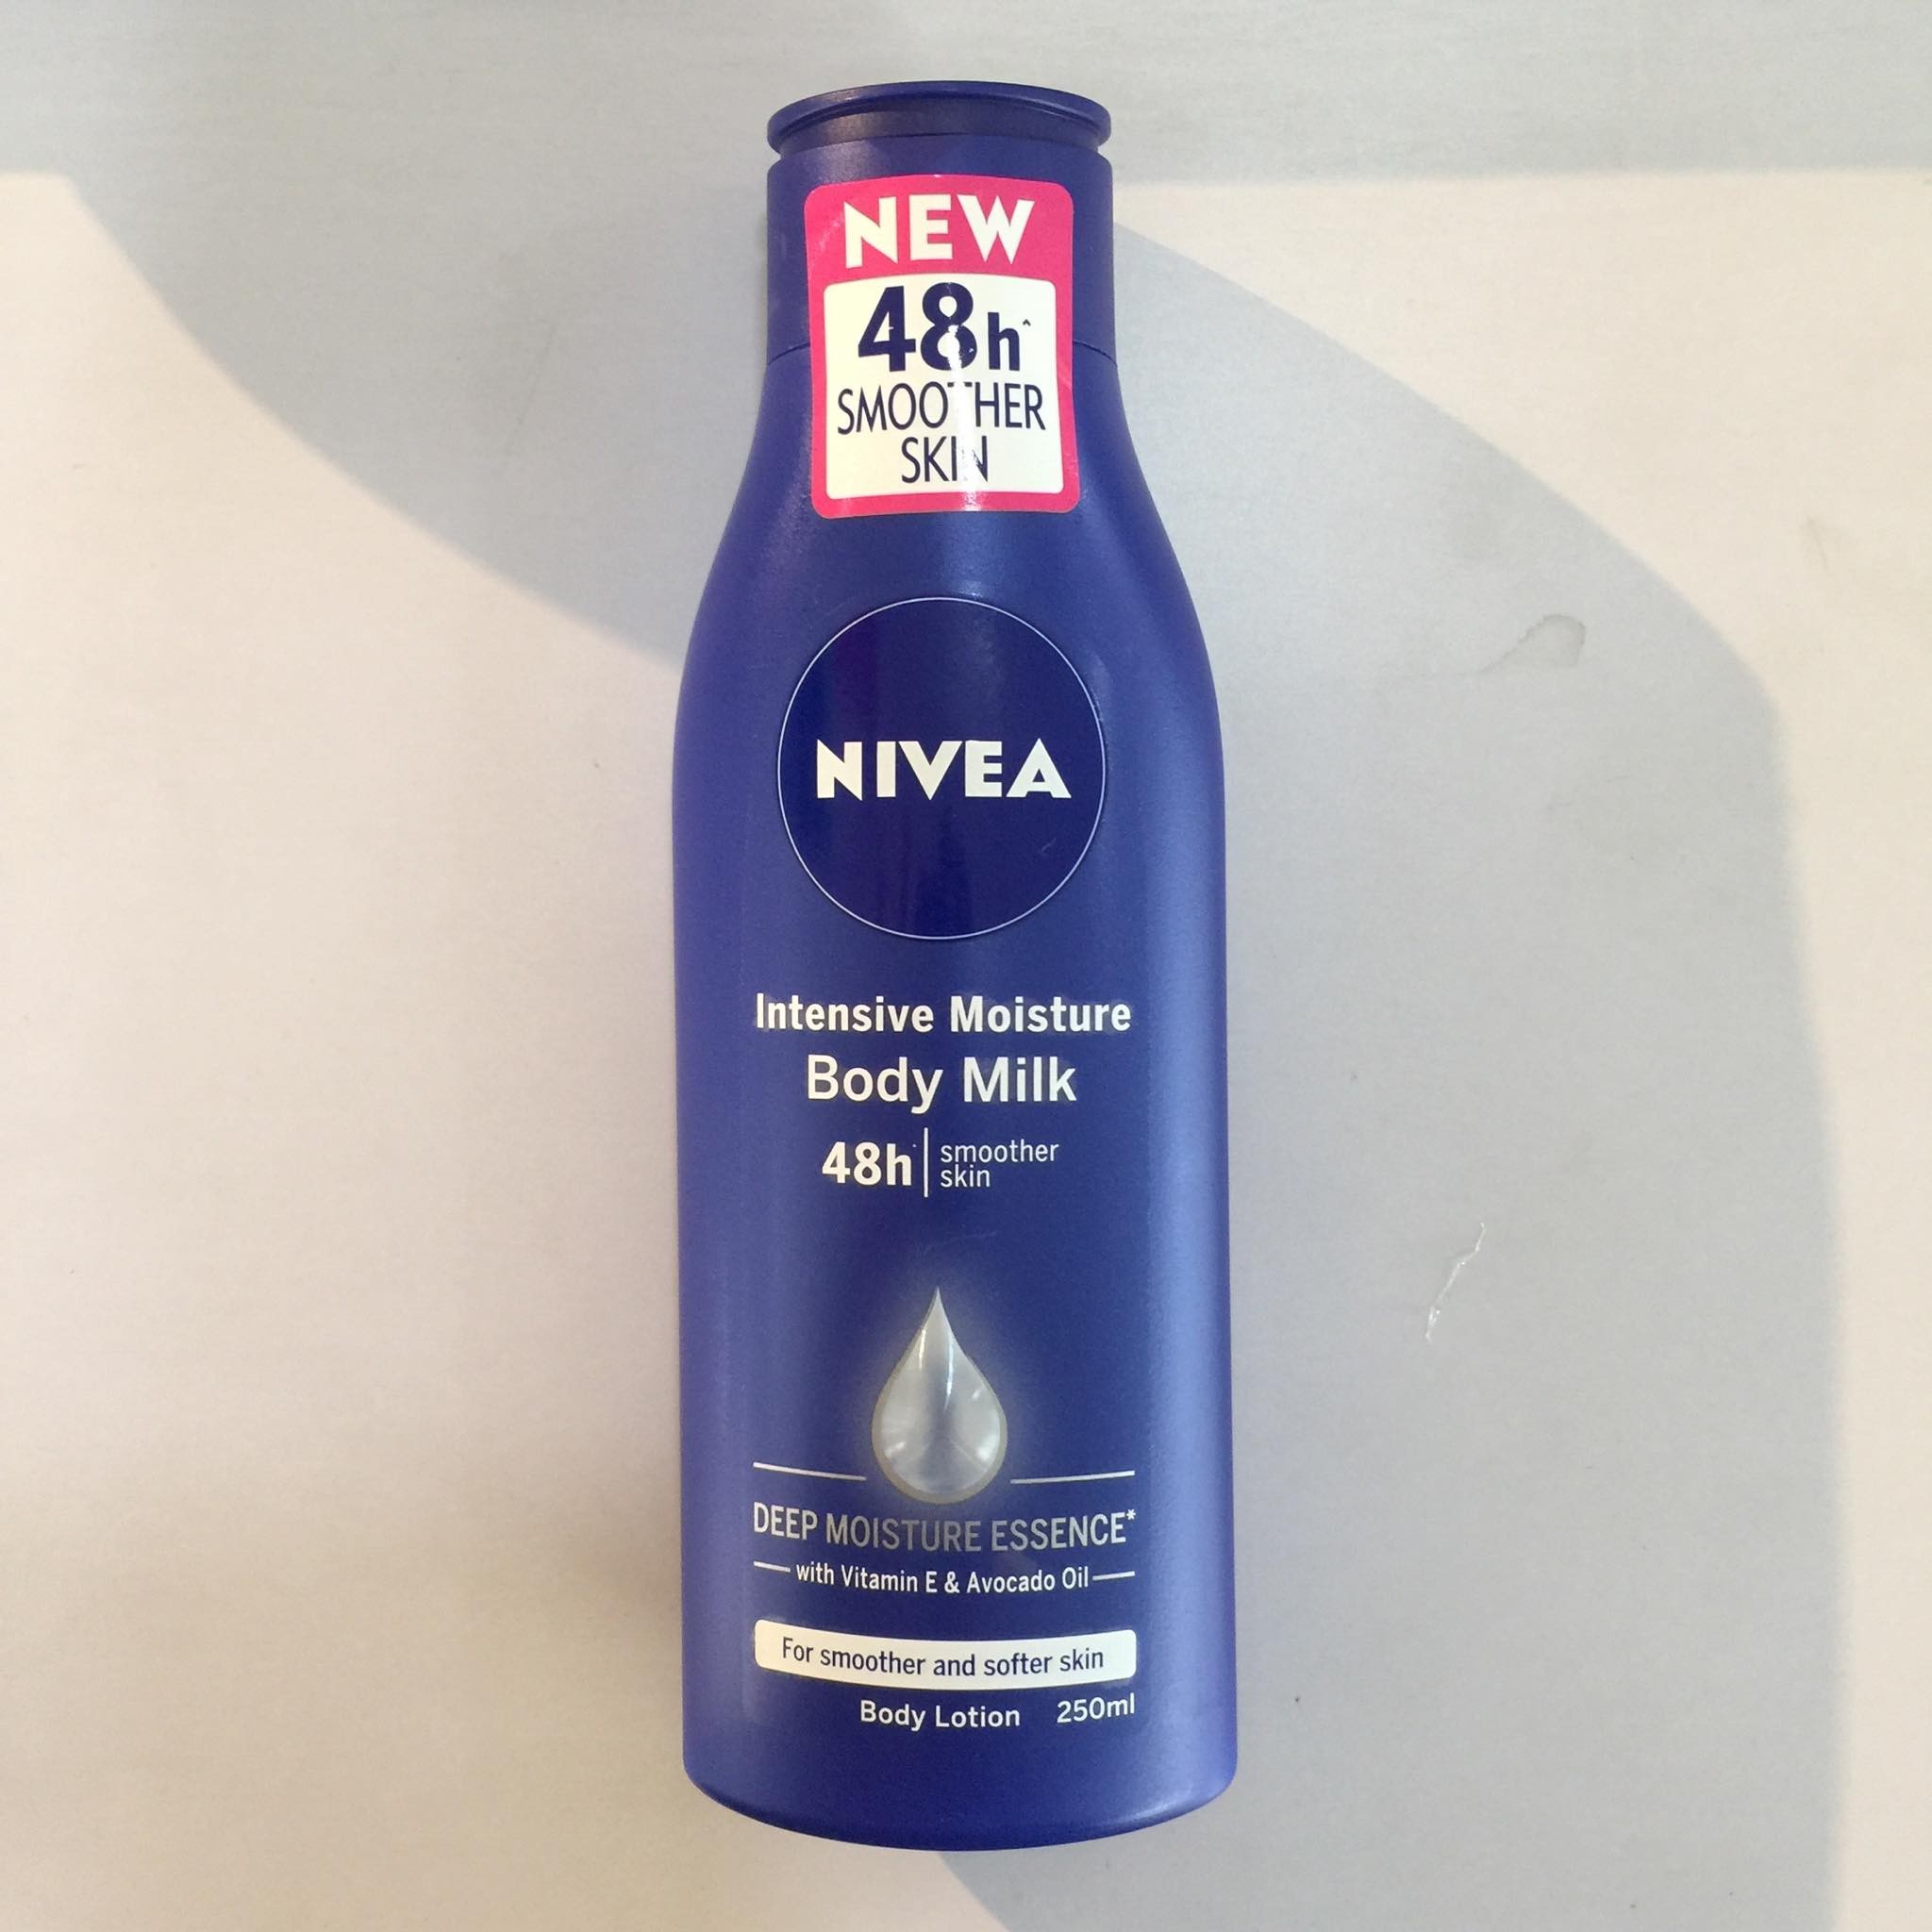 NEW
48h^
SMOOTHER
SKIN
NIVEA
Intensive Moisture
Body Milk
48h^ smoother
skin
DEEP MOISTURE ESSENCE*
with Vitamin E & Avocado Oil
For smoother and softer skin
Body Lotion 250ml